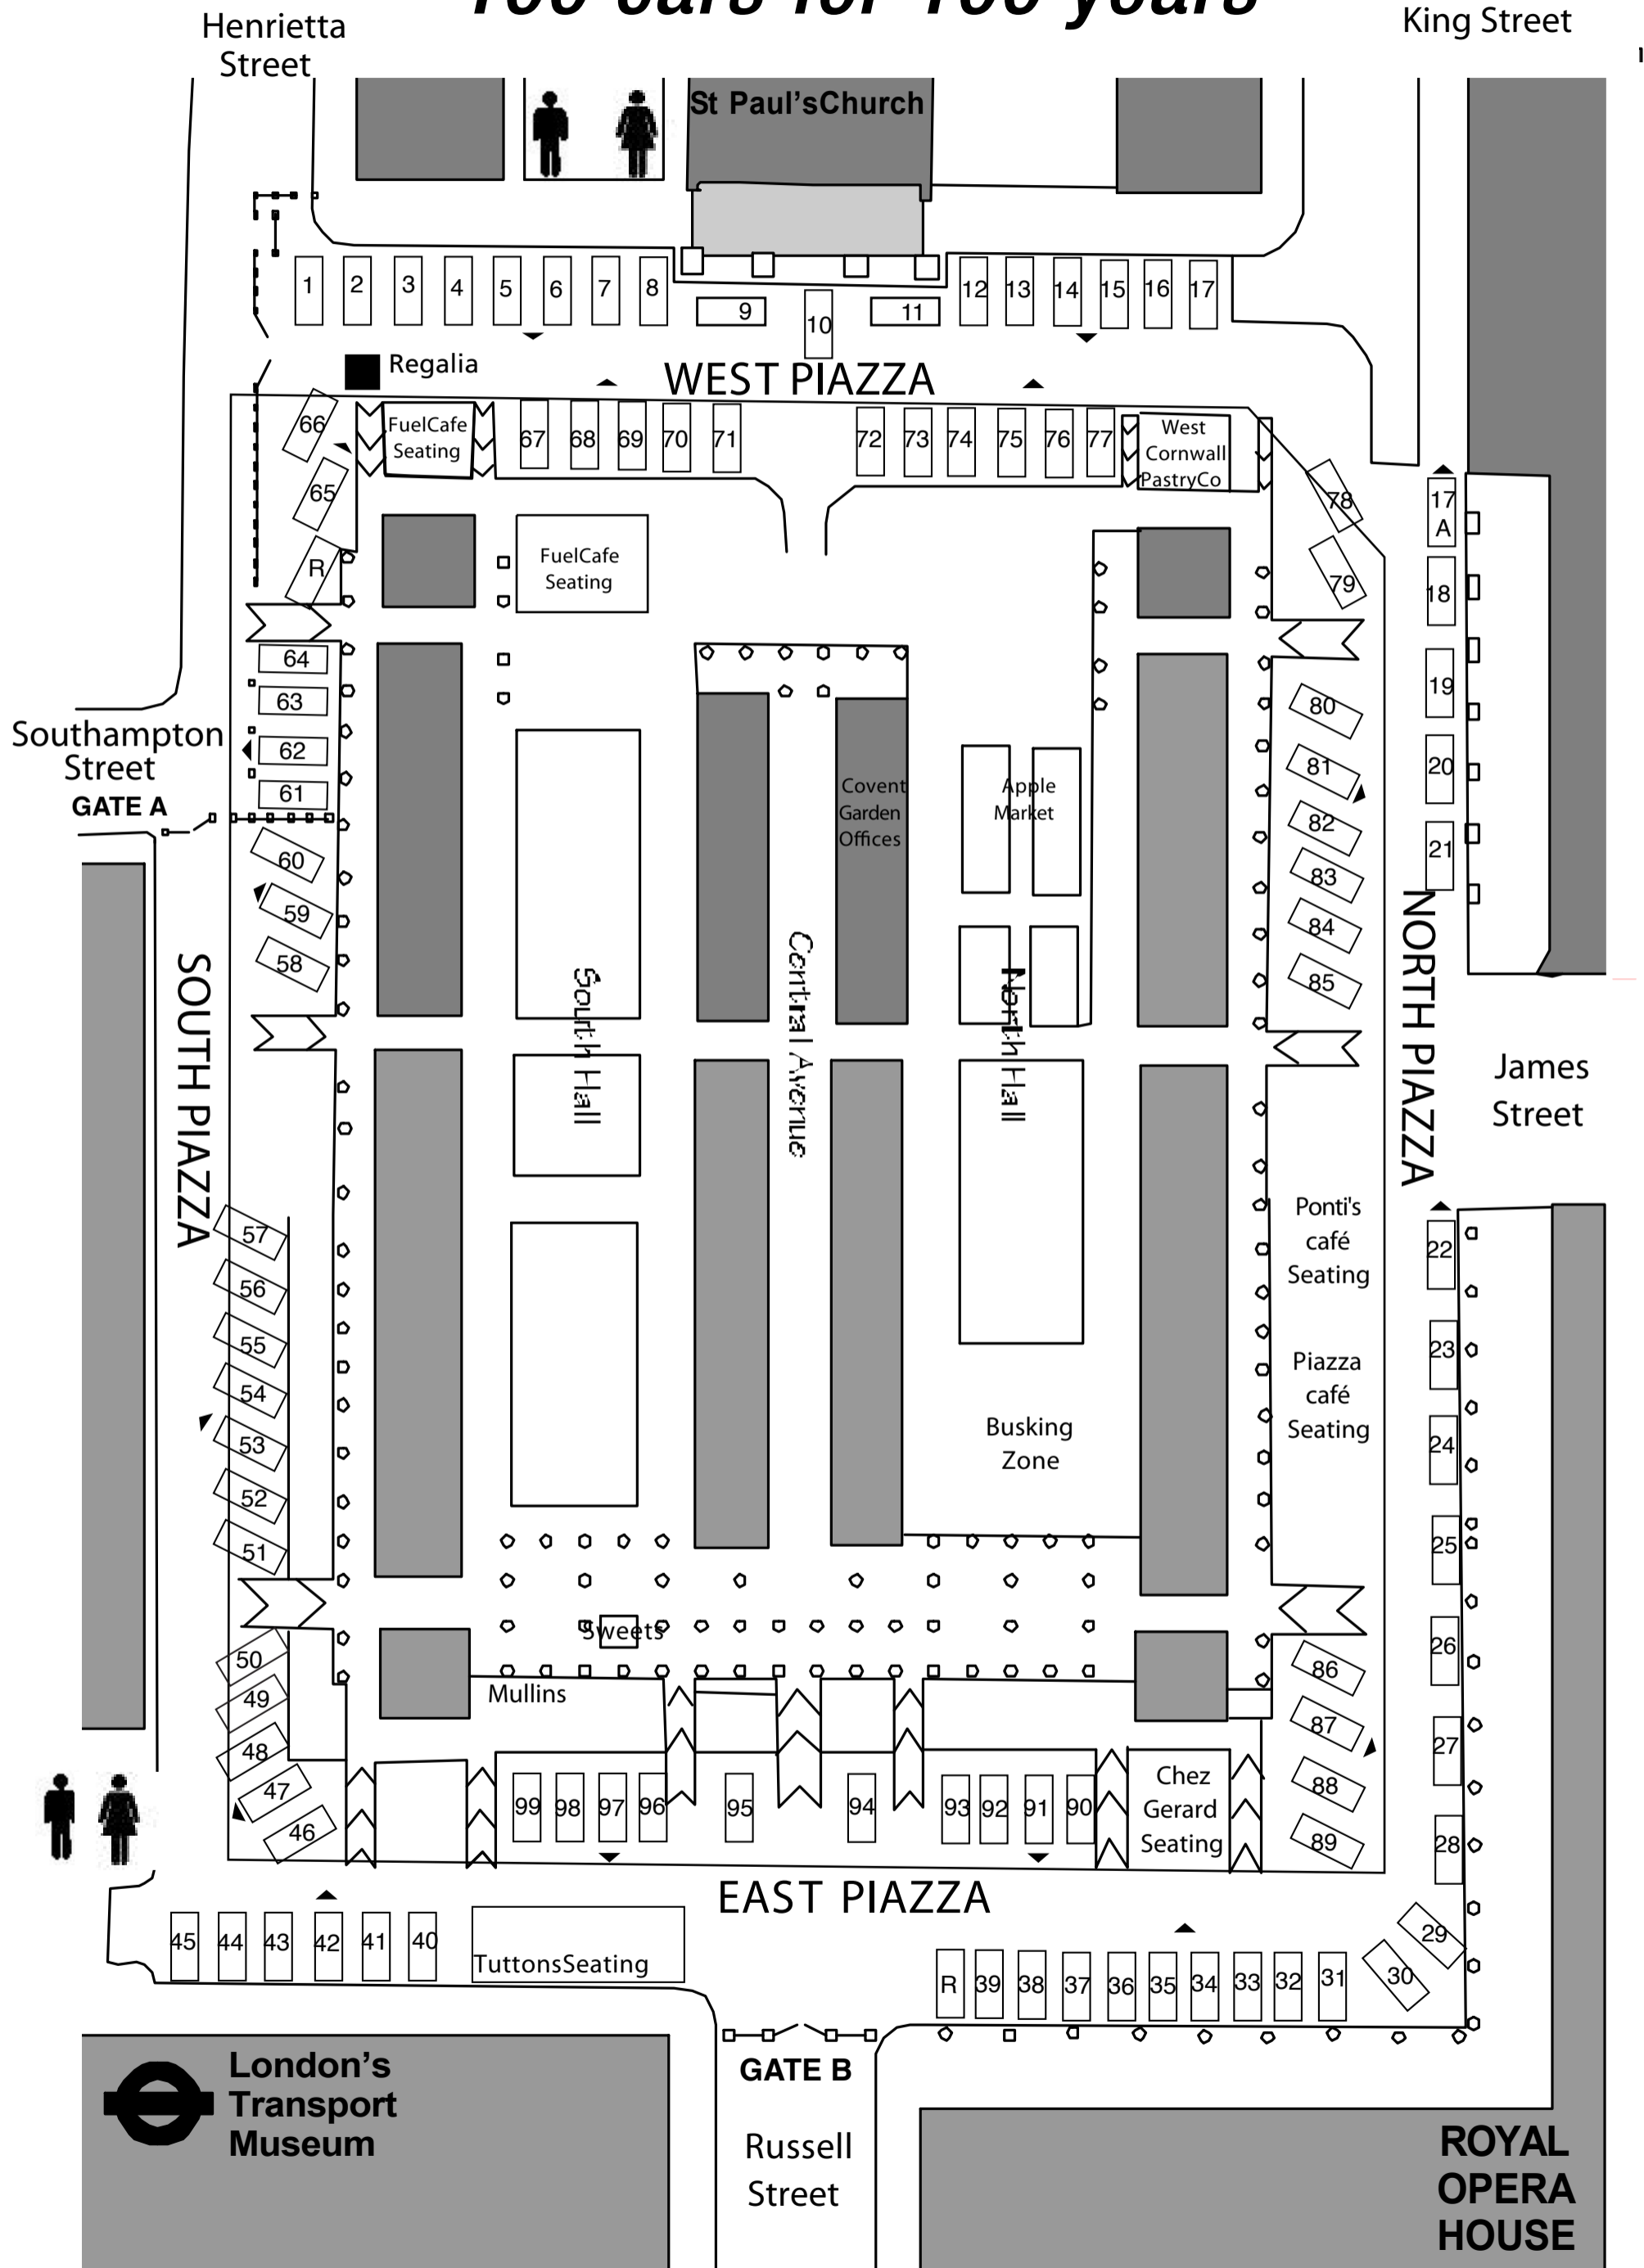 100 cars for 100 years
Henrietta
Street
King Street
St Paul'sChurch
1 2 3 4 5 6 7 8
9 10 11
12 13 14 15 16 17
Regalia
WEST PIAZZA
66
FuelCafe
Seating
67 68 69 70 71
72 73 74 75 76 77
West
Cornwall
PastryCo
65
78
17
A
R
FuelCafe
Seating
79
18
64
63
62
61
Southampton
Street
GATE A
19
20
21
80
81
82
83
84
85
Covent
Garden
Offices
Apple
Market
60
59
58
SOUTH PIAZZA
South Hall
Central Avenue
North Hall
NORTH PIAZZA
James
Street
57
56
55
54
53
52
51
Ponti's
café
Seating
Piazza
café
Seating
Busking
Zone
22
23
24
25
26
27
28
Sweets
Mullins
50
49
48
47
46
86
87
88
89
99 98 97 96 95 94 93 92 91 90
Chez
Gerard
Seating
EAST PIAZZA
45 44 43 42 41 40
TuttonsSeating
R 39 38 37 36 35 34 33 32 31 30 29
GATE B
London’s
Transport
Museum
Russell
Street
ROYAL
OPERA
HOUSE